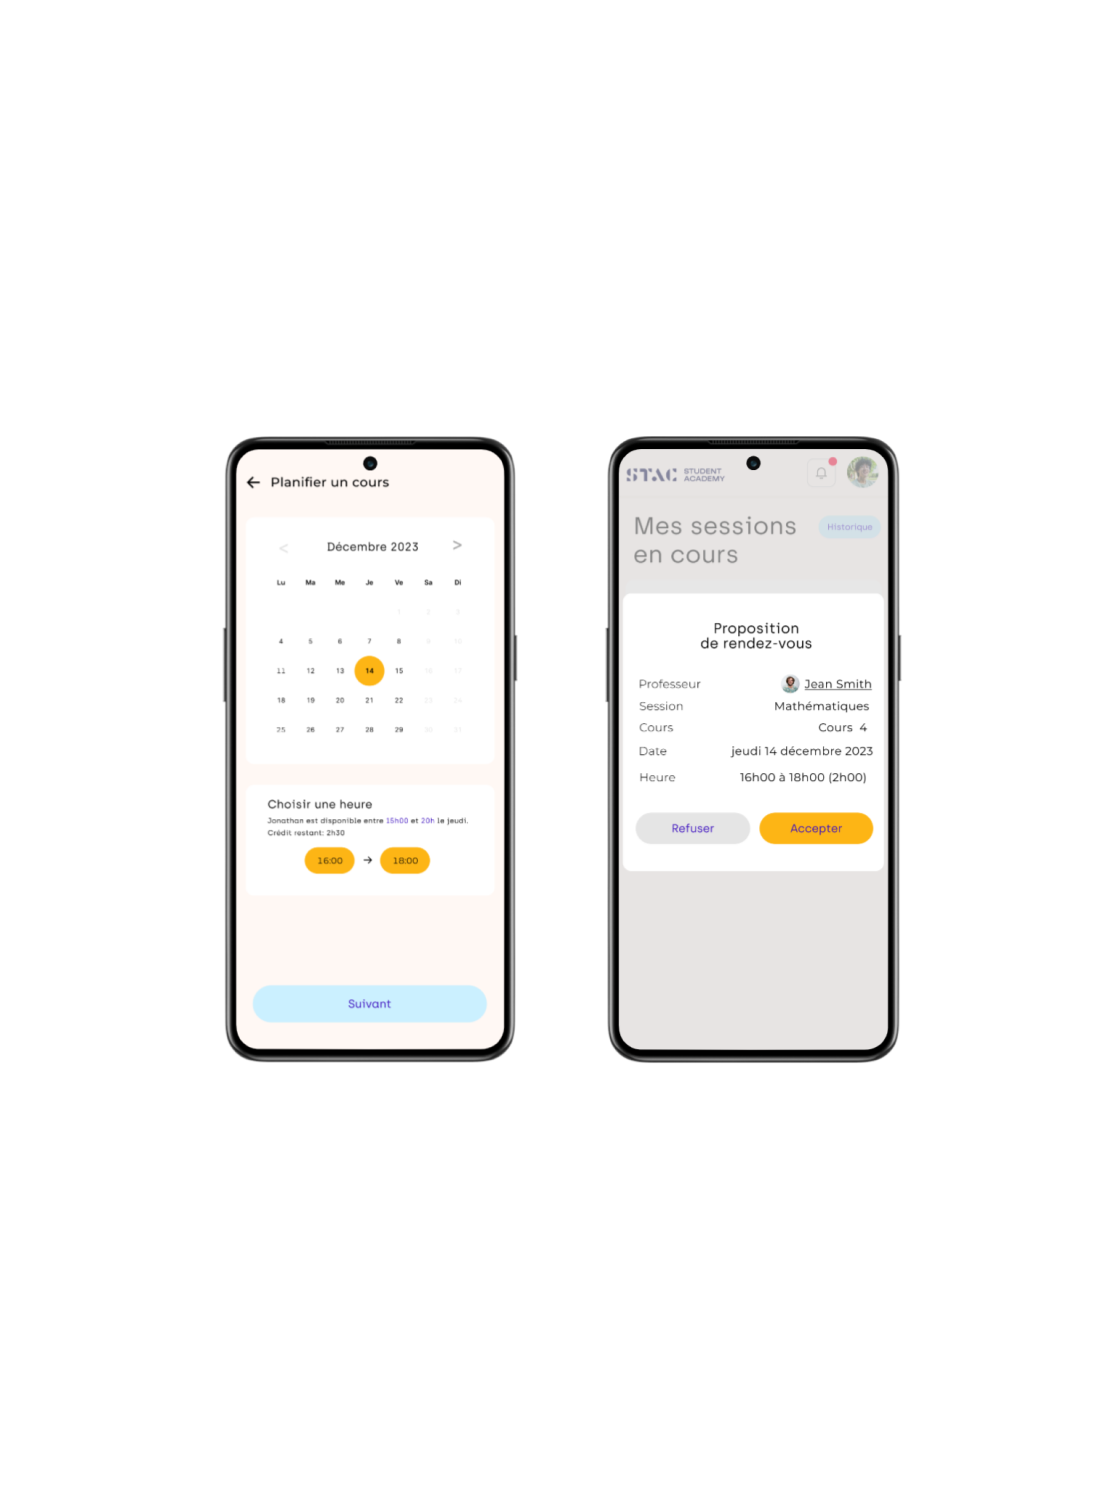 Planifier un cours
< Décembre 2023 >
Lu Ma Me Je Ve Sa Di
1 2 3
4 5 6 7 8 9 10
11 12 13 14 15 16 17
18 19 20 21 22 23 24
25 26 27 28 29 30 31
Choisir une heure
Jonathan est disponible entre 15h00 et 20h le jeudi.
Crédit restant: 2h30
16:00 → 18:00
Suivant
STAC STUDENT ACADEMY
Mes sessions
en cours
Historique
Proposition
de rendez-vous
Professeur Jean Smith
Session Mathématiques
Cours Cours 4
Date jeudi 14 décembre 2023
Heure 16h00 à 18h00 (2h00)
Refuser Accepter